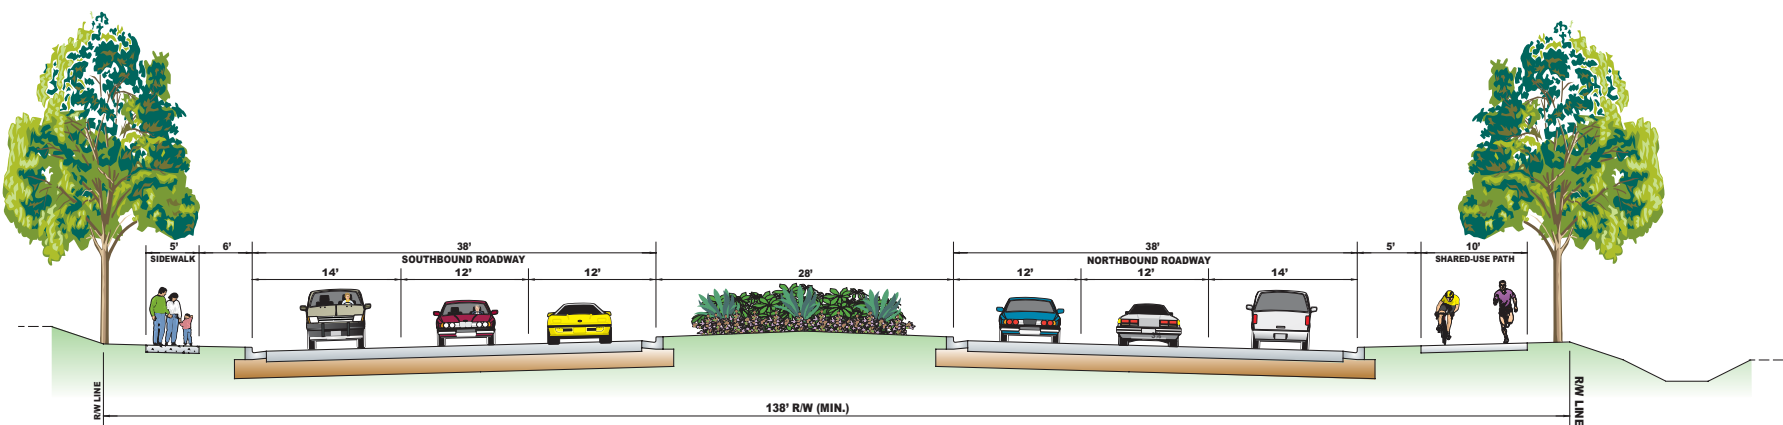 5' 6' 38' 38' 5' 10'
SIDEWALK SOUTHBOUND ROADWAY NORTHBOUND ROADWAY SHARED-USE PATH
14' 12' 12' 28' 12' 12' 14'
R/W LINE
R/W LINE
138' R/W (MIN.)